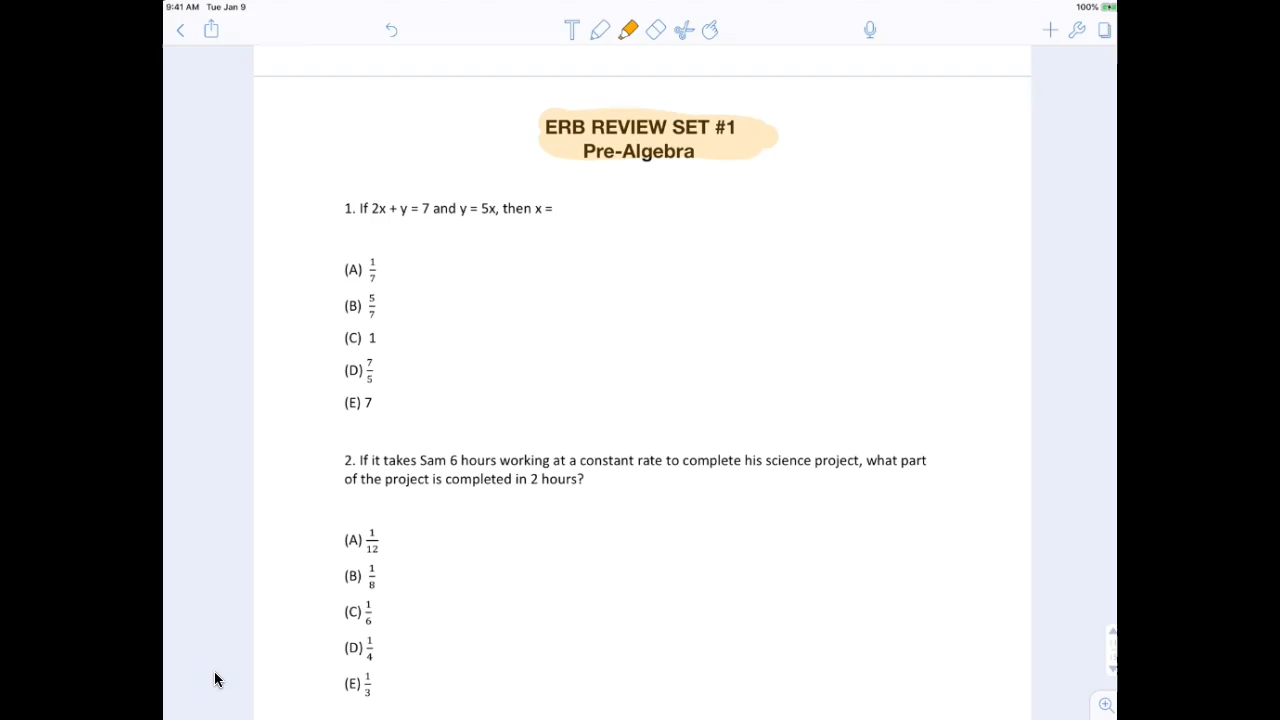 9:41 AM Tue Jan 9
100%
ERB REVIEW SET #1
Pre-Algebra
1. If 2x + y = 7 and y = 5x, then x =
(A) 1/7
(B) 5/7
(C) 1
(D) 7/5
(E) 7
2. If it takes Sam 6 hours working at a constant rate to complete his science project, what part
of the project is completed in 2 hours?
(A) 1/12
(B) 1/8
(C) 1/6
(D) 1/4
(E) 1/3